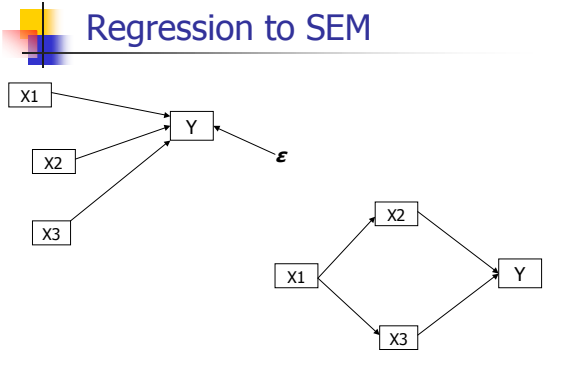 Regression to SEM
X1
Y
X2
ε
X3
X2
X1
Y
X3